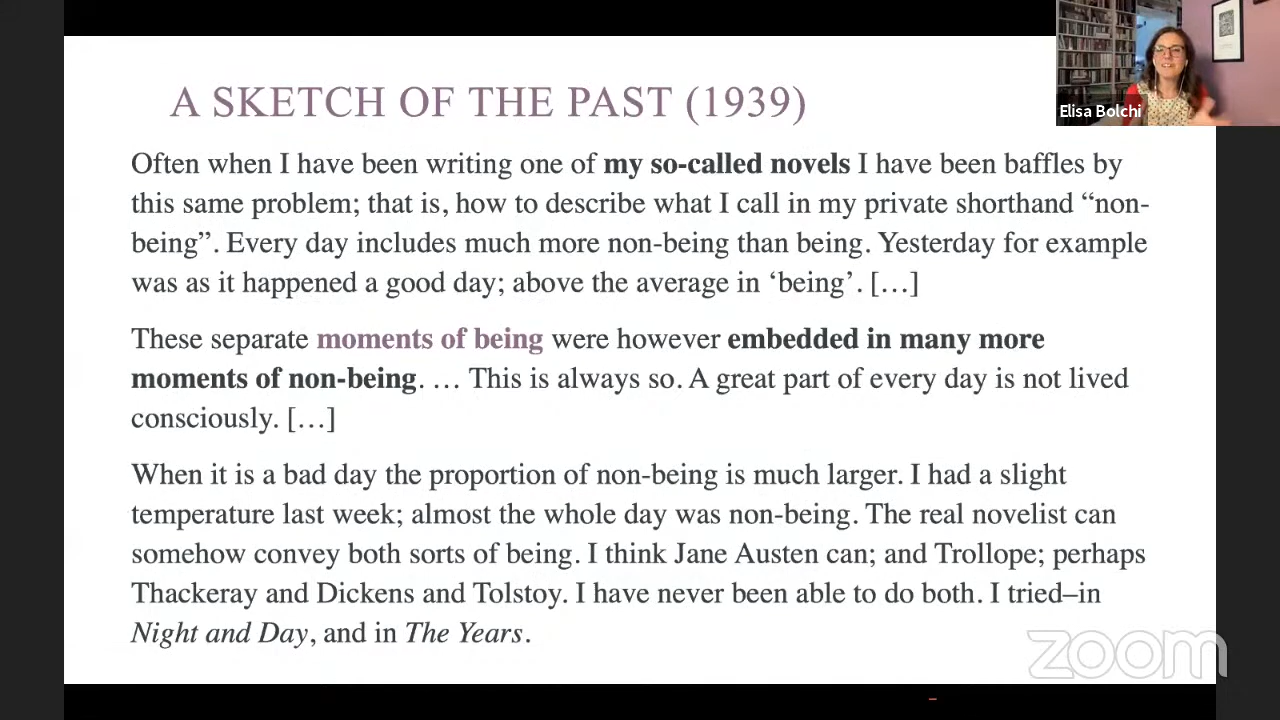 A SKETCH OF THE PAST (1939)
Elisa Bolchi
Often when I have been writing one of my so-called novels I have been baffles by
this same problem; that is, how to describe what I call in my private shorthand “non-
being”. Every day includes much more non-being than being. Yesterday for example
was as it happened a good day; above the average in ‘being’. […]
These separate moments of being were however embedded in many more
moments of non-being. … This is always so. A great part of every day is not lived
consciously. […]
When it is a bad day the proportion of non-being is much larger. I had a slight
temperature last week; almost the whole day was non-being. The real novelist can
somehow convey both sorts of being. I think Jane Austen can; and Trollope; perhaps
Thackeray and Dickens and Tolstoy. I have never been able to do both. I tried–in
Night and Day, and in The Years.
zoom